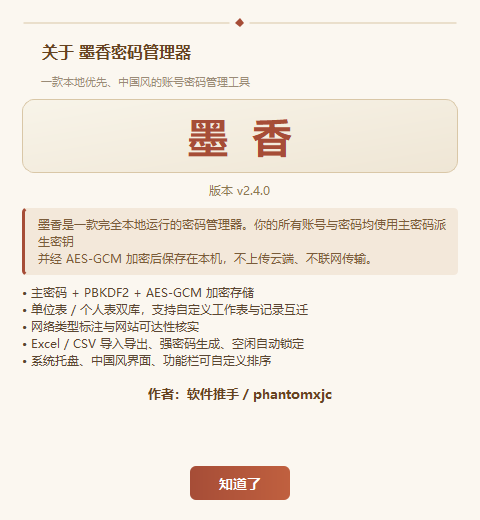 关于 墨香密码管理器
一款本地优先、中国风的账号密码管理工具
墨 香
版本 v2.4.0
墨香是一款完全本地运行的密码管理器。你的所有账号与密码均使用主密码派
生密钥
并经 AES-GCM 加密后保存在本机，不上传云端、不联网传输。
• 主密码 + PBKDF2 + AES-GCM 加密存储
• 单位表 / 个人表双库，支持自定义工作表与记录互迁
• 网络类型标注与网站可达性核实
• Excel / CSV 导入导出、强密码生成、空闲自动锁定
• 系统托盘、中国风界面、功能栏可自定义排序
作者：软件推手 / phantomxjc
知道了